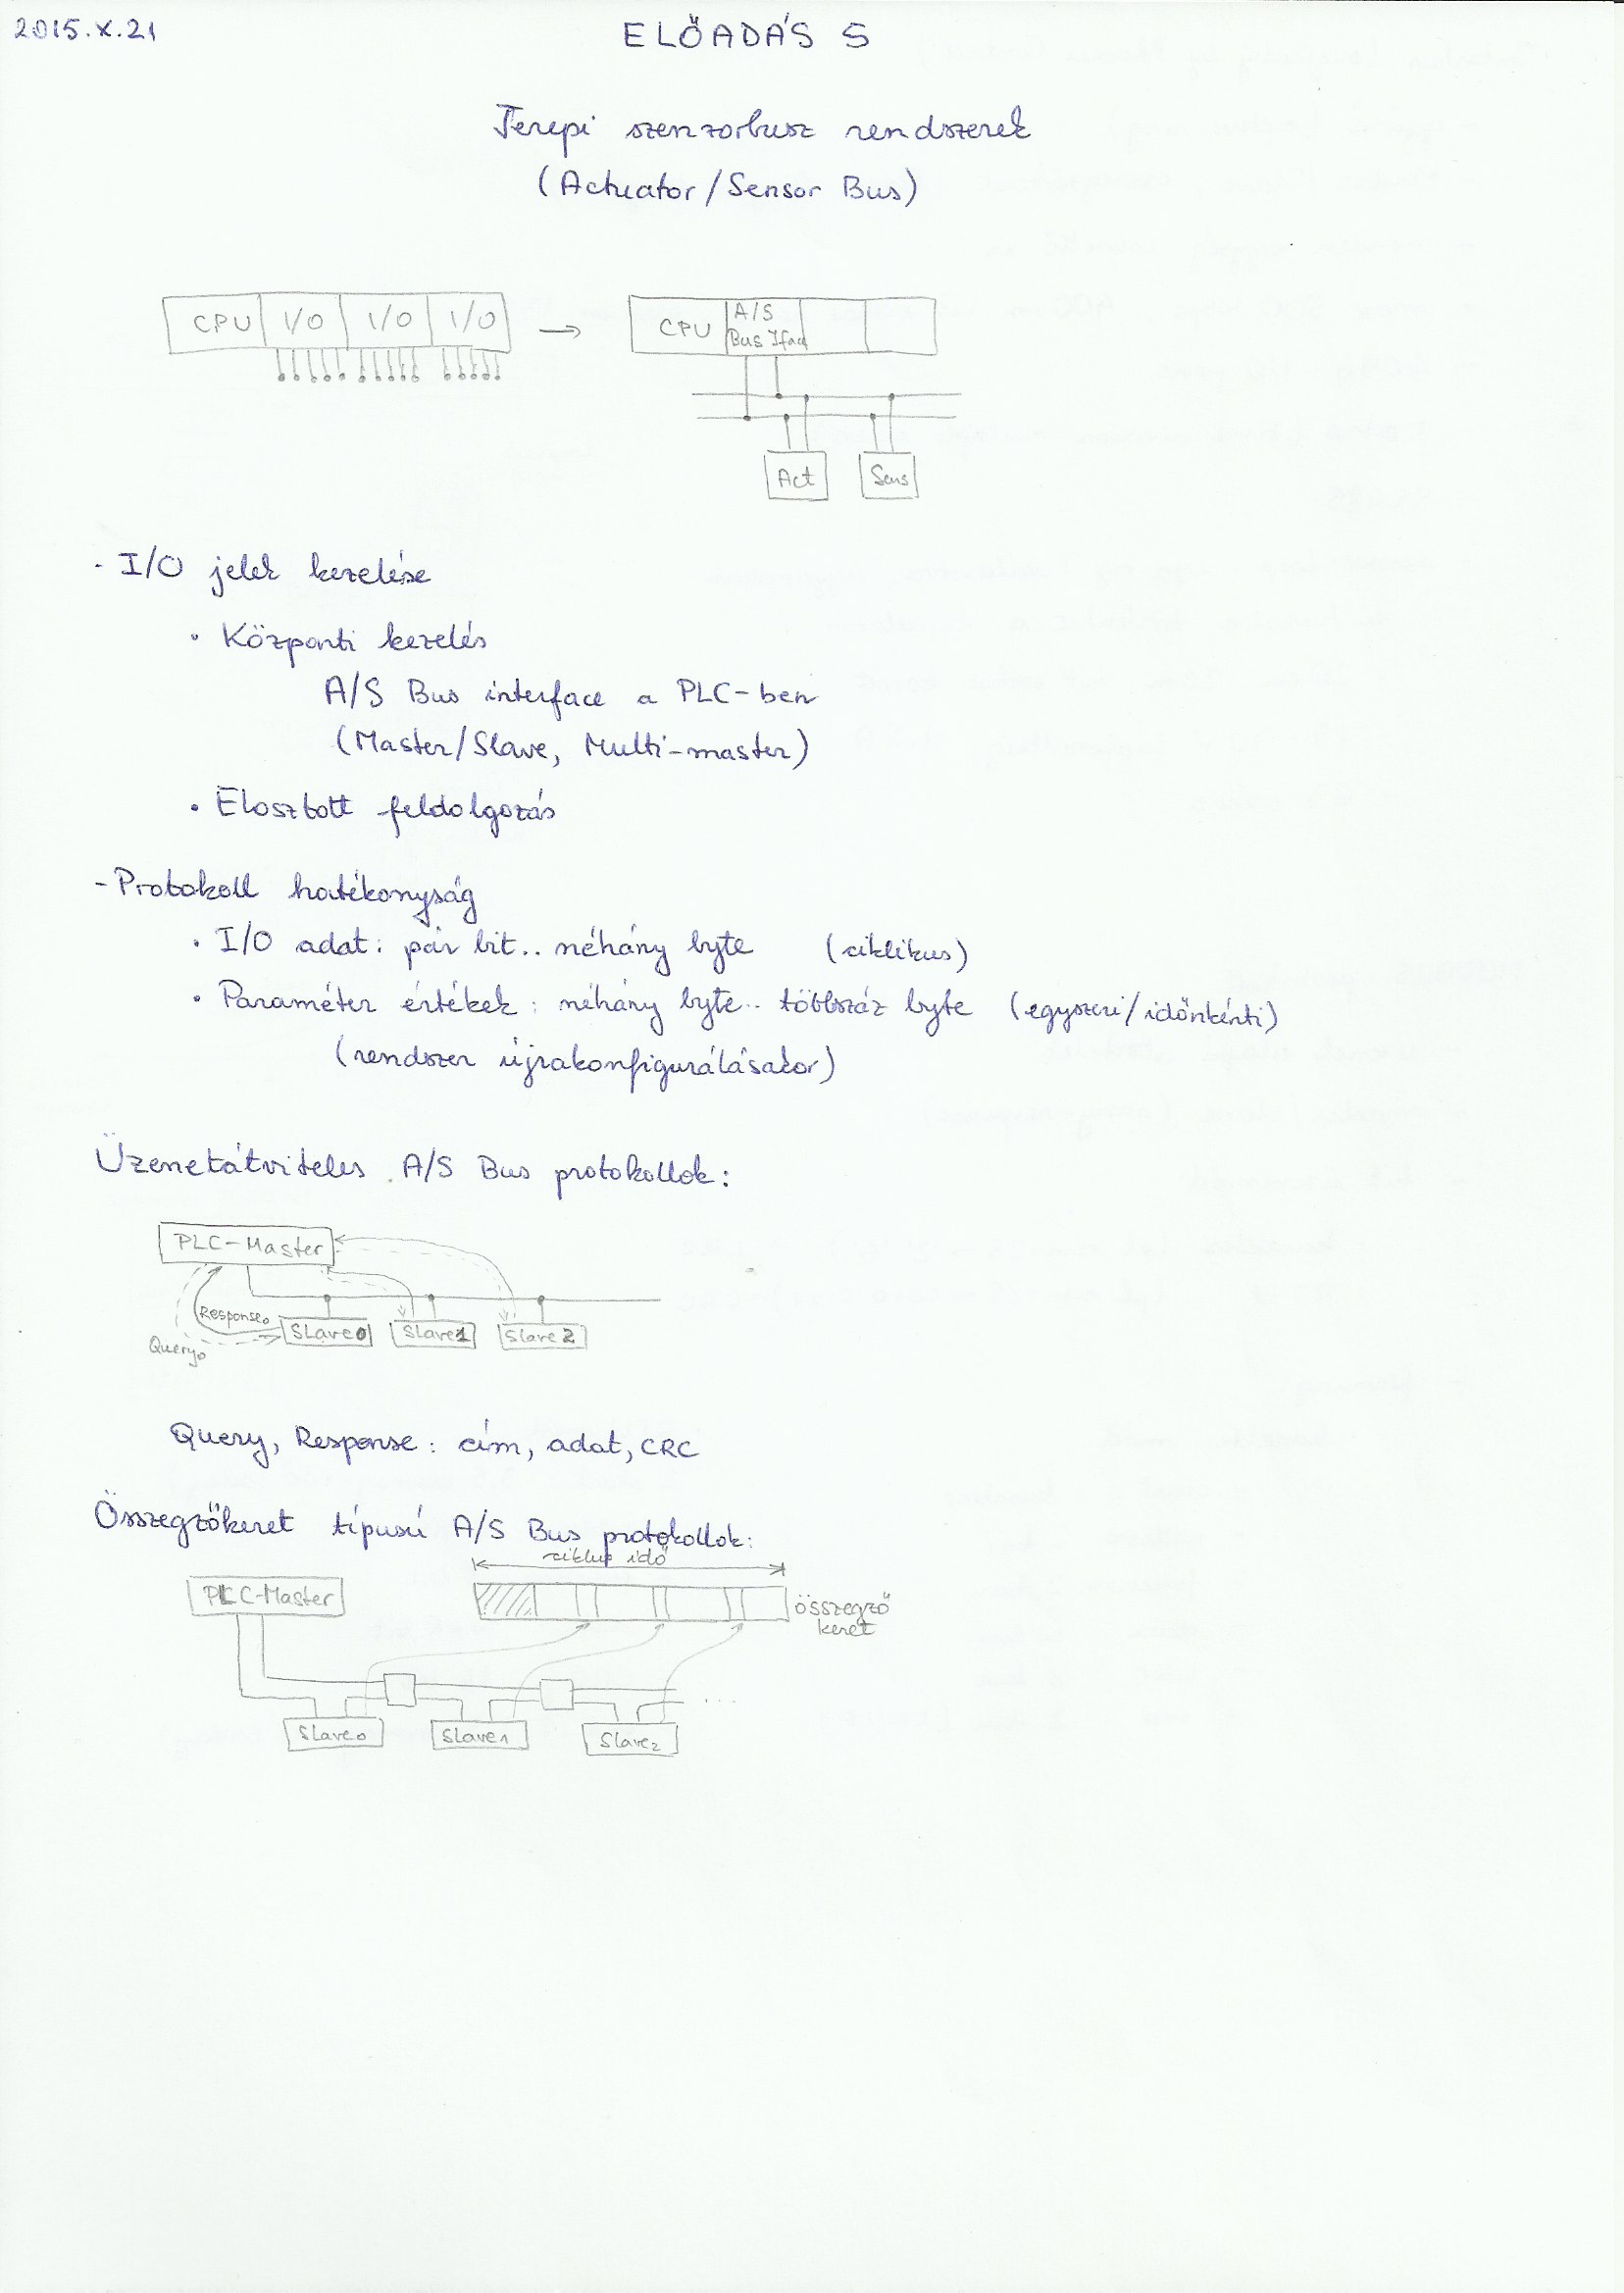 2015.X.21
ELŐADÁS 5
Terepi szenzorbusz rendszerek
(Actuator/Sensor Bus)
CPU I/O I/O I/O → CPU A/S
Bus Ifac
Act Sens
- I/O jelek kezelése
• Központi kezelés
A/S Bus interface a PLC-ben
(Master/Slave, Multi-master)
• Elosztott feldolgozás
- Protokoll hatékonyság
• I/O adat: pár bit.. néhány byte (ciklikus)
• Paraméter értékek: néhány byte.. többszáz byte (egyszeri/időnkénti)
(rendszer újrakonfigurálásakor)
Üzenetátviteles A/S Bus protokollok:
PLC-Master
Response0
Slave0 Slave1 Slave2
Query0
Query, Response: cím, adat, CRC
Összegzőkeret típusú A/S Bus protokollok:
ciklus idő
PLC-Master
összegző
keret
...
Slave0 Slave1 Slave2